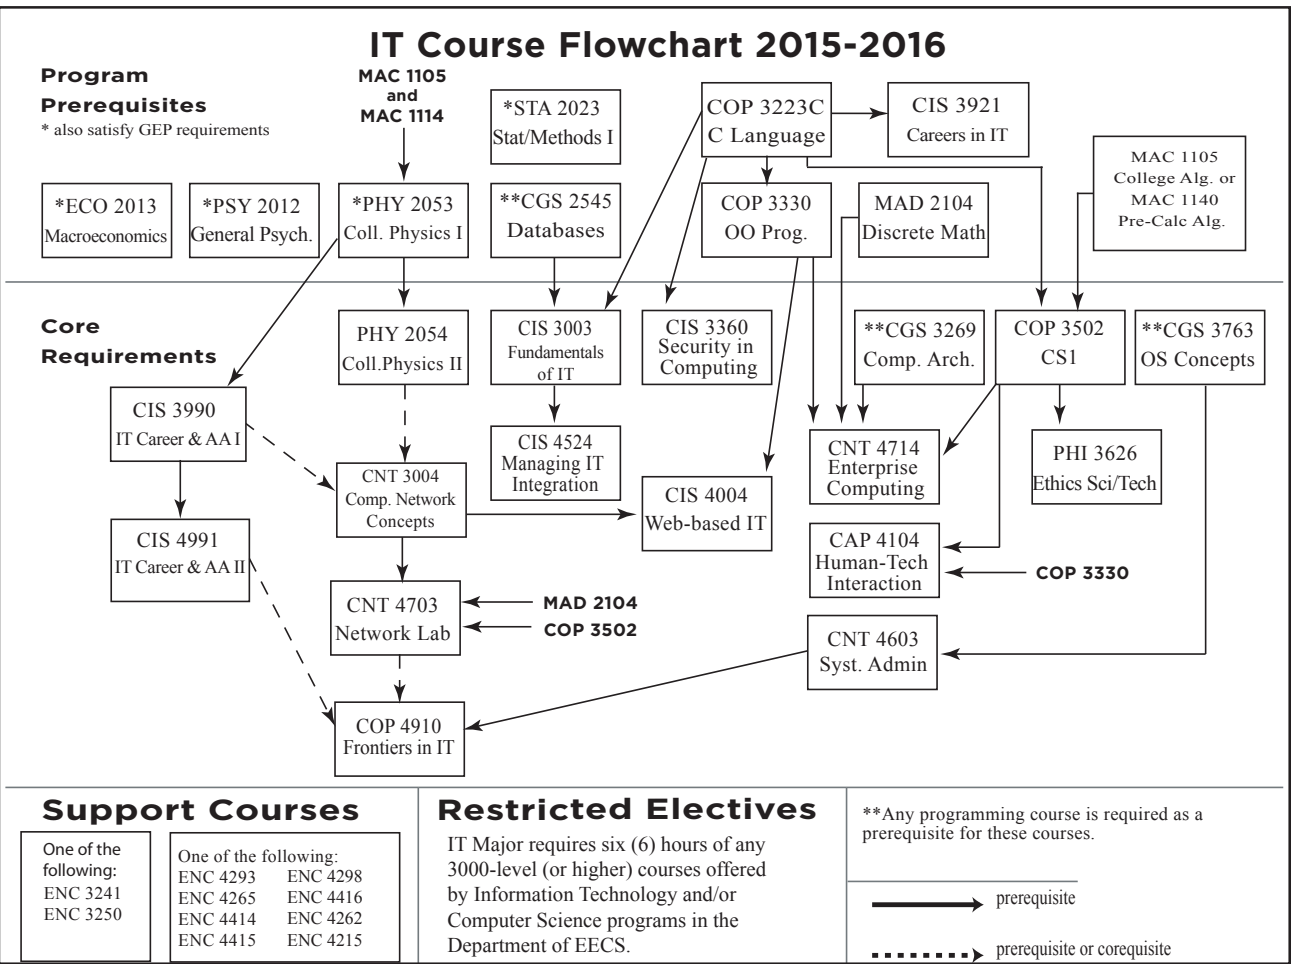 IT Course Flowchart 2015-2016
Program
Prerequisites
* also satisfy GEP requirements
MAC 1105
and
MAC 1114
*STA 2023
Stat/Methods I
COP 3223C
C Language
CIS 3921
Careers in IT
MAC 1105
College Alg. or
MAC 1140
Pre-Calc Alg.
*ECO 2013
Macroeconomics
*PSY 2012
General Psych.
*PHY 2053
Coll. Physics I
**CGS 2545
Databases
COP 3330
OO Prog.
MAD 2104
Discrete Math
Core
Requirements
PHY 2054
Coll.Physics II
CIS 3003
Fundamentals
of IT
CIS 3360
Security in
Computing
**CGS 3269
Comp. Arch.
COP 3502
CS1
**CGS 3763
OS Concepts
CIS 3990
IT Career & AA I
CNT 3004
Comp. Network
Concepts
CIS 4524
Managing IT
Integration
CIS 4004
Web-based IT
CNT 4714
Enterprise
Computing
PHI 3626
Ethics Sci/Tech
CIS 4991
IT Career & AA II
CAP 4104
Human-Tech
Interaction
COP 3330
CNT 4703
Network Lab
MAD 2104
COP 3502
CNT 4603
Syst. Admin
COP 4910
Frontiers in IT
Support Courses
One of the
following:
ENC 3241
ENC 3250
One of the following:
ENC 4293 ENC 4298
ENC 4265 ENC 4416
ENC 4414 ENC 4262
ENC 4415 ENC 4215
Restricted Electives
IT Major requires six (6) hours of any
3000-level (or higher) courses offered
by Information Technology and/or
Computer Science programs in the
Department of EECS.
**Any programming course is required as a
prerequisite for these courses.
prerequisite
prerequisite or corequisite